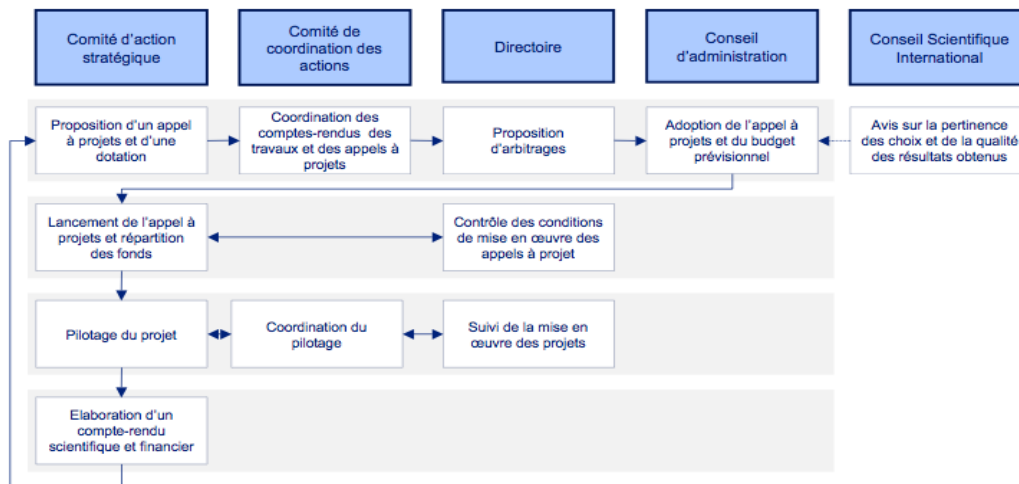 Comité d'action
stratégique
Comité de
coordination des
actions
Directoire
Conseil
d'administration
Conseil Scientifique
International
Proposition d'un appel
à projets et d'une
dotation
Coordination des
comptes-rendus des
travaux et des appels à
projets
Proposition
d'arbitrages
Adoption de l'appel à
projets et du budget
prévisionnel
Avis sur la pertinence
des choix et de la qualité
des résultats obtenus
Lancement de l'appel à
projets et répartition
des fonds
Contrôle des conditions
de mise en œuvre des
appels à projet
Pilotage du projet
Coordination du
pilotage
Suivi de la mise en
œuvre des projets
Elaboration d'un
compte-rendu
scientifique et financier